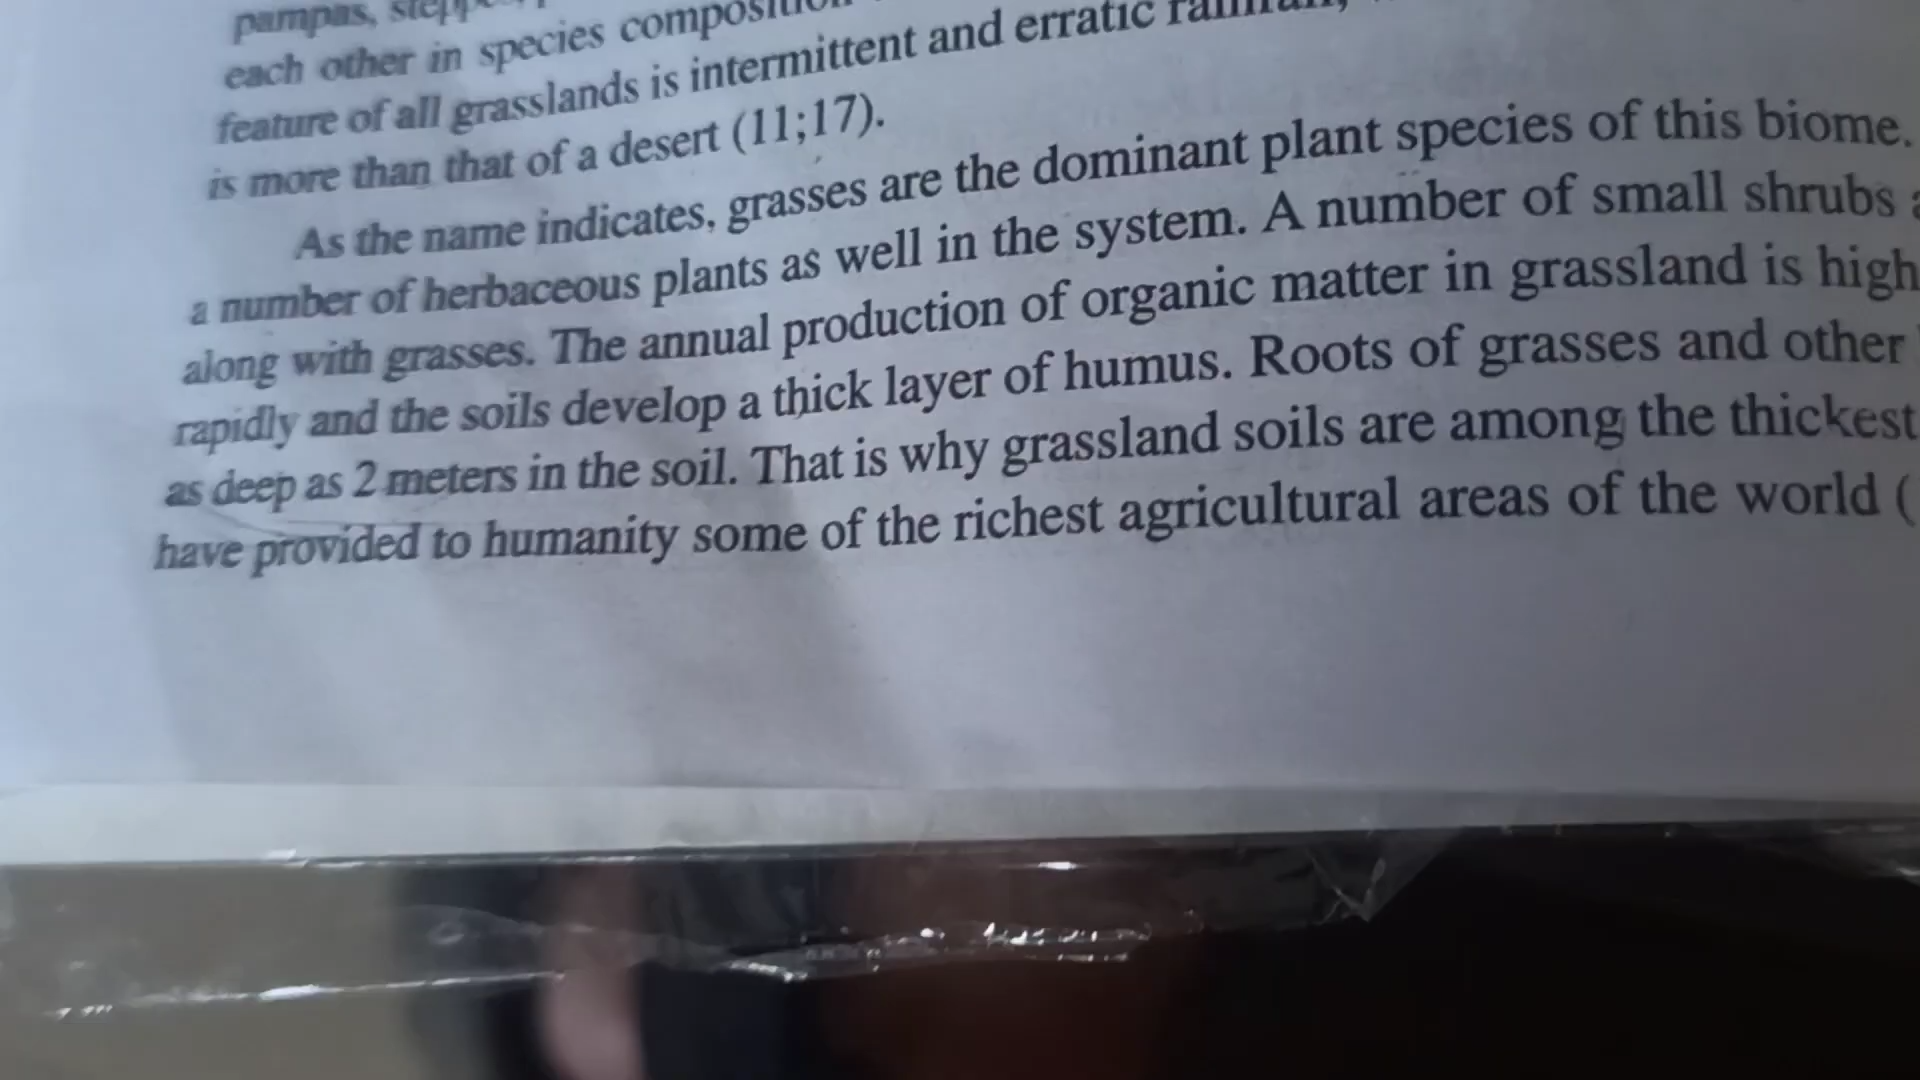 pampas,
each other in species composition
feature of all grasslands is intermittent and erratic rainfall,
is more than that of a desert (11;17).
As the name indicates, grasses are the dominant plant species of this biome.
a number of herbaceous plants as well in the system. A number of small shrubs
along with grasses. The annual production of organic matter in grassland is high
rapidly and the soils develop a thick layer of humus. Roots of grasses and other
as deep as 2 meters in the soil. That is why grassland soils are among the thickest
have provided to humanity some of the richest agricultural areas of the world (